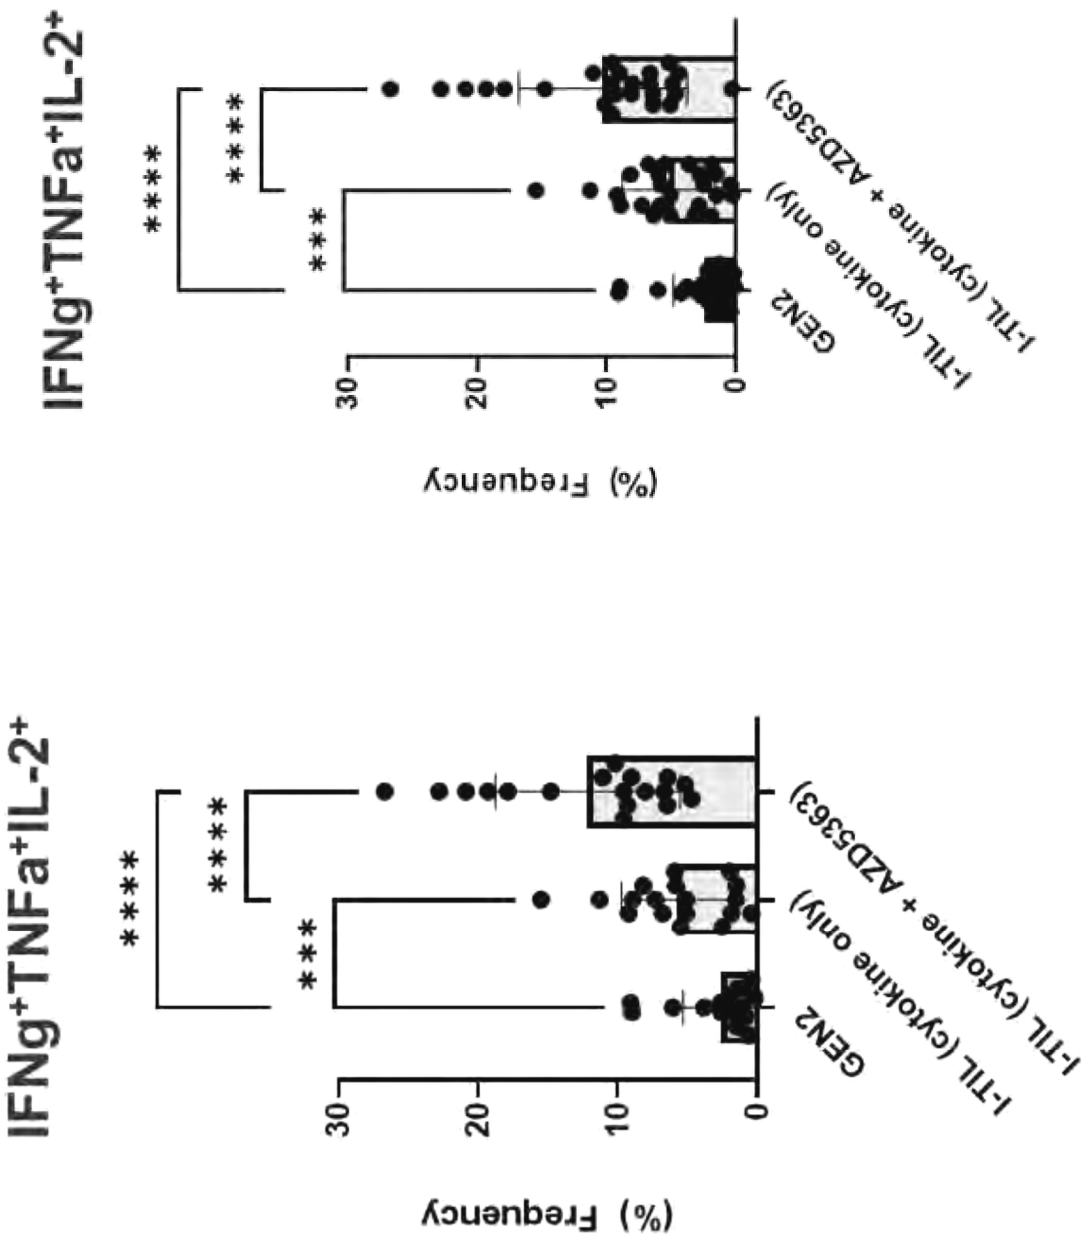 IFNg⁺TNFa⁺IL-2⁺
****
****
***
30
20
10
0
(%) Frequency
GEN2
I-TIL (cytokine only)
I-TIL (cytokine + AZD5363)
IFNg⁺TNFa⁺IL-2⁺
****
****
***
30
20
10
0
(%) Frequency
GEN2
I-TIL (cytokine only)
I-TIL (cytokine + AZD5363)